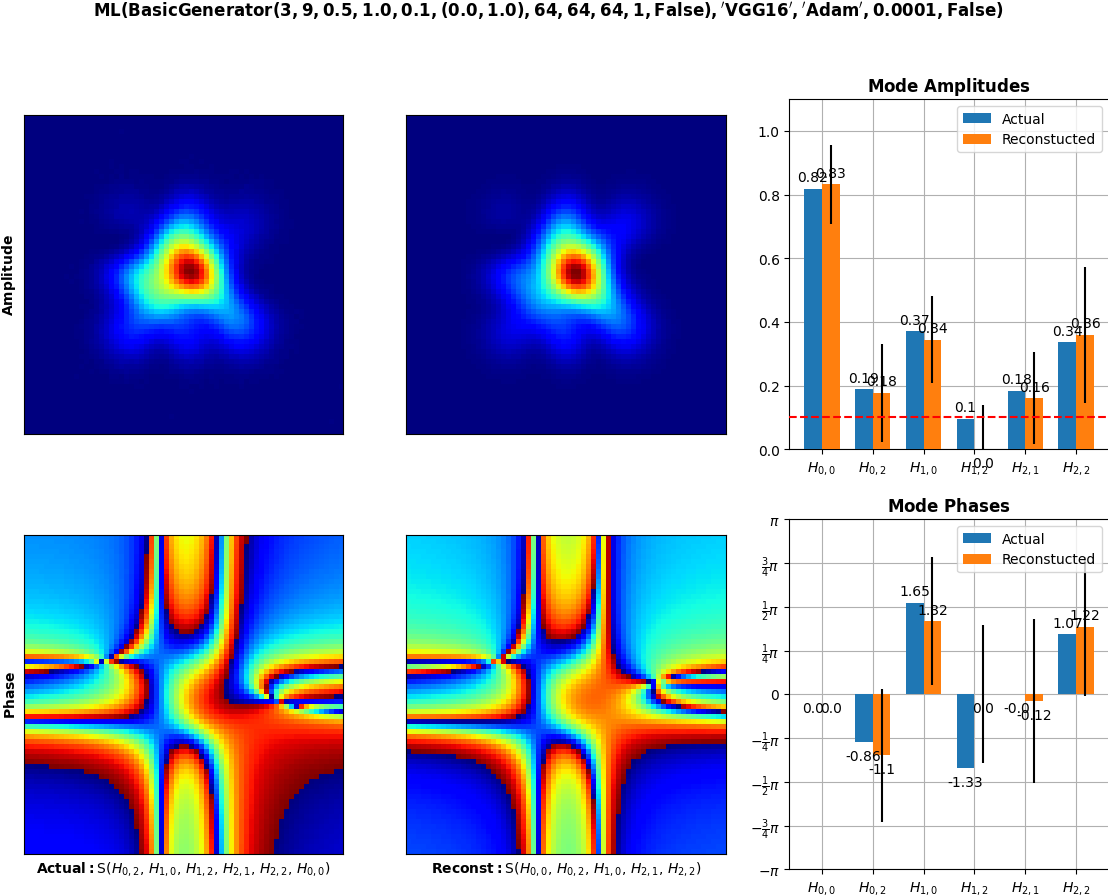 ML(BasicGenerator(3, 9, 0.5, 1.0, 0.1, (0.0, 1.0), 64, 64, 64, 1, False), ′VGG16′, ′Adam′, 0.0001, False)
Amplitude
Mode Amplitudes
Actual
Reconstucted
1.0
0.8
0.6
0.4
0.2
0.0
0.82
0.83
0.19
0.18
0.37
0.34
0.1
0.0
0.18
0.16
0.34
0.36
H0,0 H0,2 H1,0 H1,2 H2,1 H2,2
Phase
Actual: S(H0,2, H1,0, H1,2, H2,1, H2,2, H0,0)
Reconst: S(H0,0, H0,2, H1,0, H2,1, H2,2)
Mode Phases
Actual
Reconstucted
π
3/4π
1/2π
1/4π
0
−1/4π
−1/2π
−3/4π
−π
0.0
0.0
-0.86
-1.1
1.65
1.32
-1.33
0.0
-0.0
-0.12
1.07
1.22
H0,0 H0,2 H1,0 H1,2 H2,1 H2,2